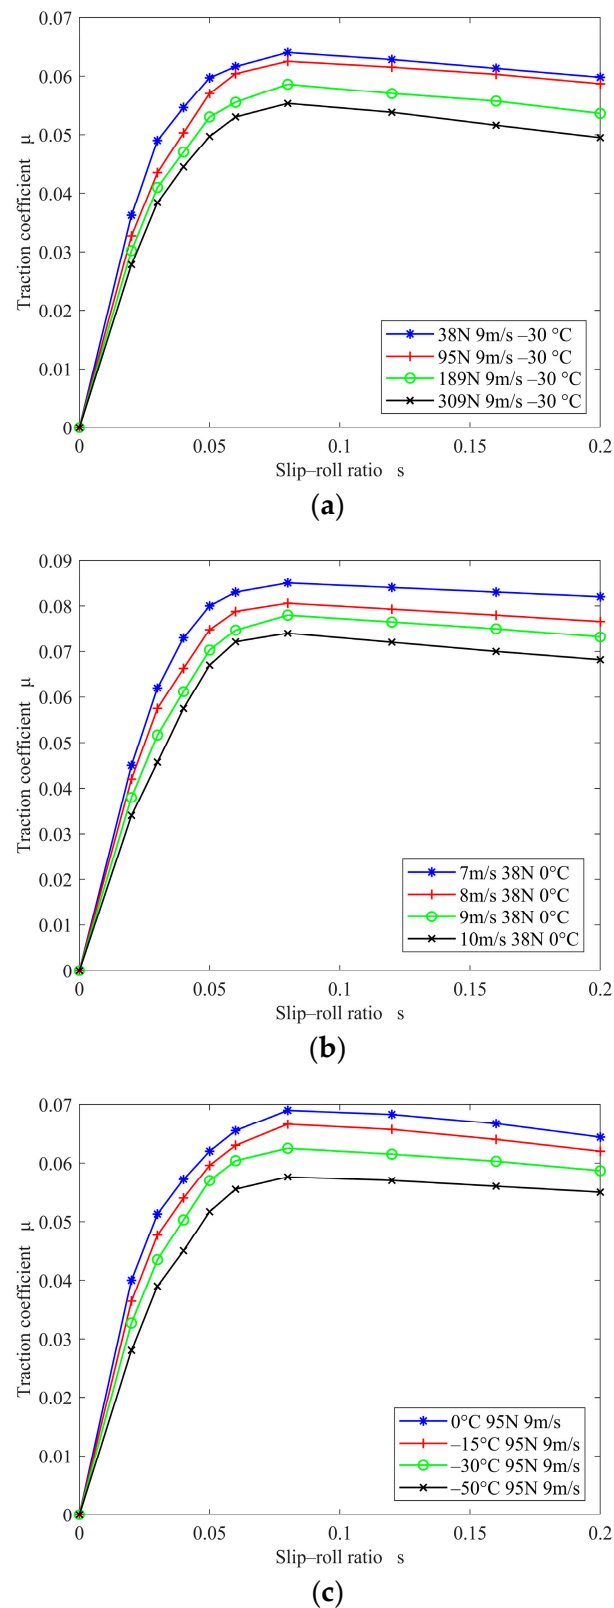 0.07
0.06
0.05
0.04
0.03
0.02
0.01
0
Traction coefficient μ
38N 9m/s –30 °C
95N 9m/s –30 °C
189N 9m/s –30 °C
309N 9m/s –30 °C
0 0.05 0.1 0.15 0.2
Slip–roll ratio s
(a)
0.09
0.08
0.07
0.06
0.05
0.04
0.03
0.02
0.01
0
Traction coefficient μ
7m/s 38N 0°C
8m/s 38N 0°C
9m/s 38N 0°C
10m/s 38N 0°C
0 0.05 0.1 0.15 0.2
Slip–roll ratio s
(b)
0.07
0.06
0.05
0.04
0.03
0.02
0.01
0
Traction coefficient μ
0°C 95N 9m/s
–15°C 95N 9m/s
–30°C 95N 9m/s
–50°C 95N 9m/s
0 0.05 0.1 0.15 0.2
Slip–roll ratio s
(c)